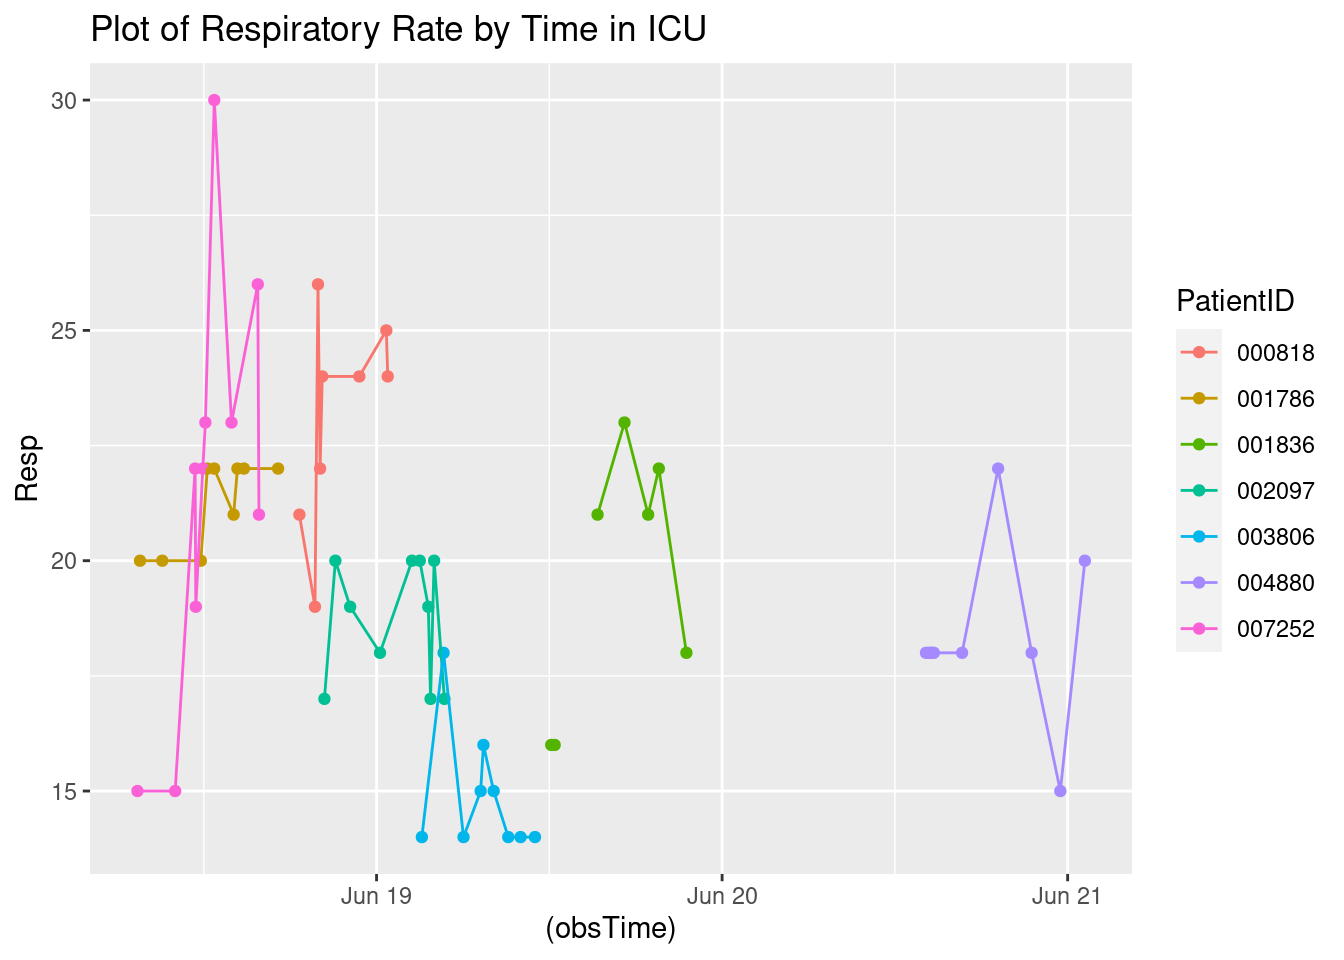 Plot of Respiratory Rate by Time in ICU
30
25
20
15
Resp
Jun 19
Jun 20
Jun 21
(obsTime)
PatientID
000818
001786
001836
002097
003806
004880
007252